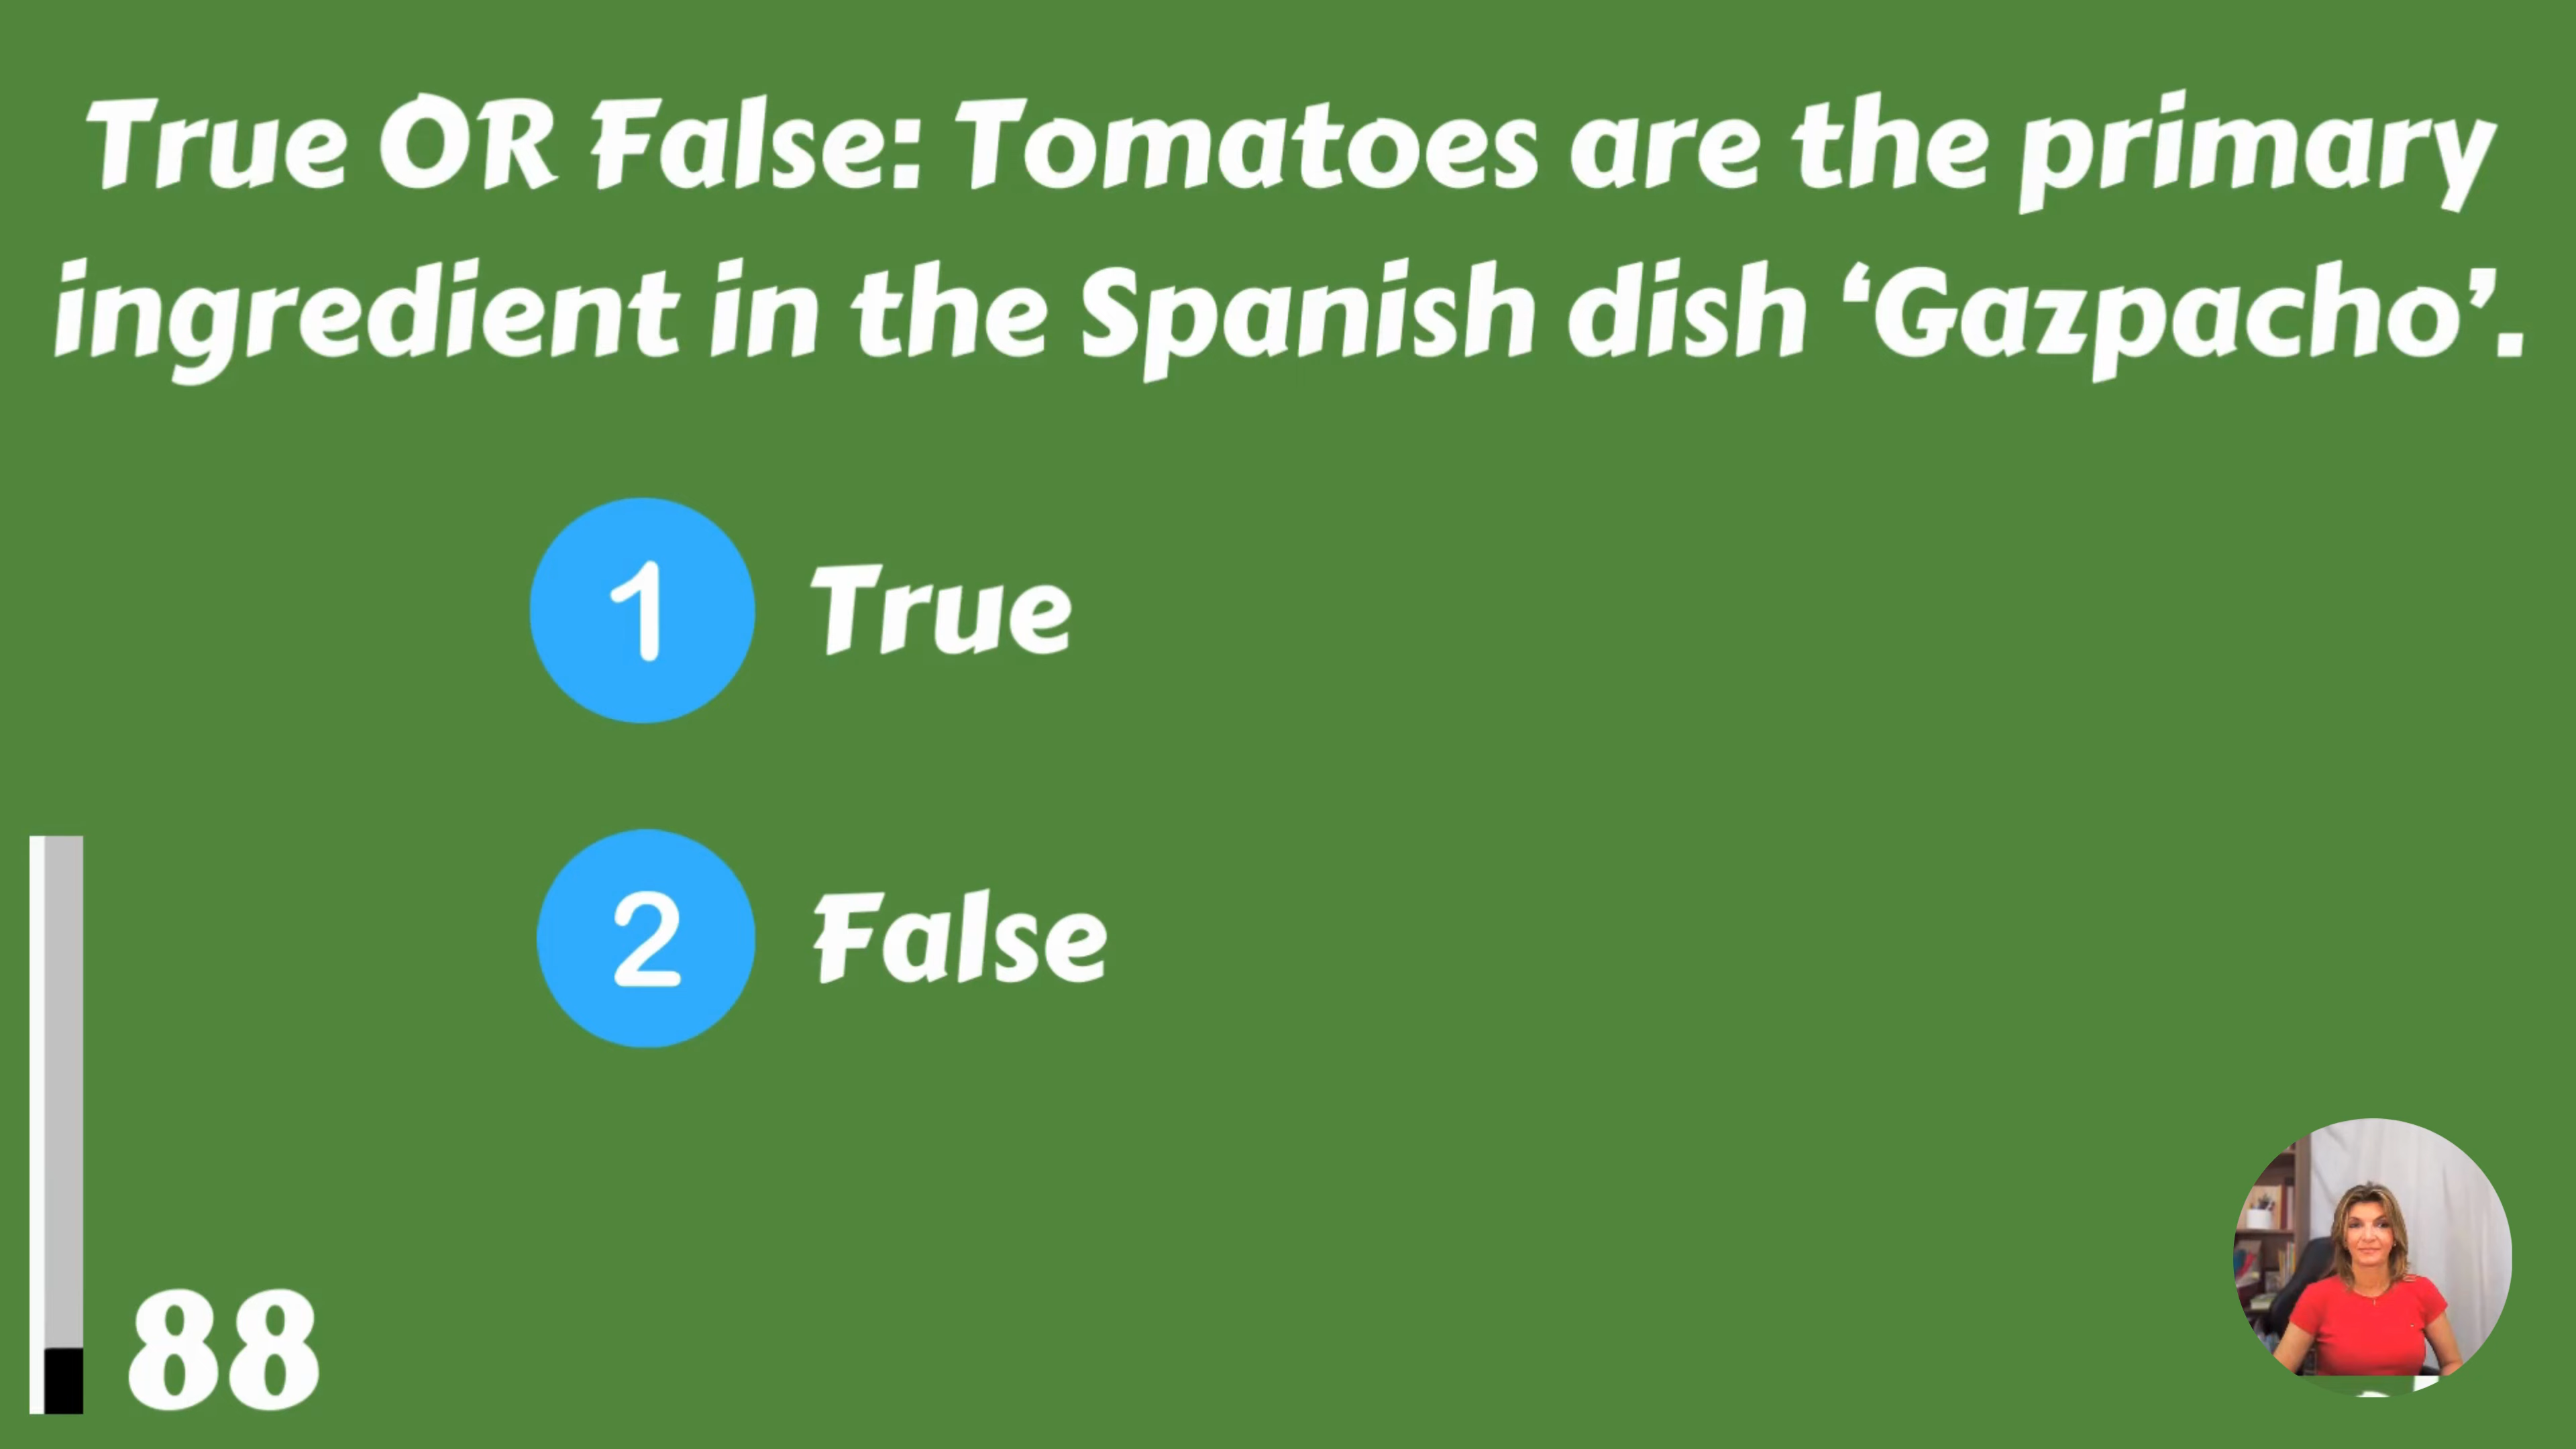 True OR False: Tomatoes are the primary
ingredient in the Spanish dish ‘Gazpacho’.
1 True
2 False
88